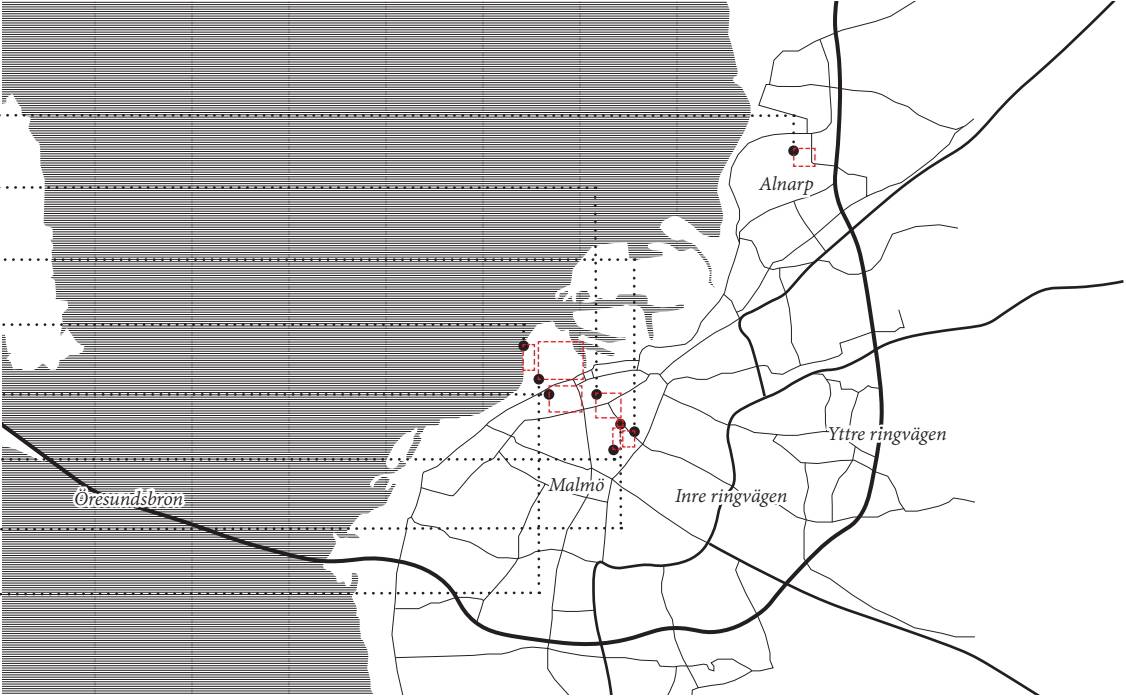 Alnarp
Yttre ringvägen
Malmö
Inre ringvägen
Öresundsbron